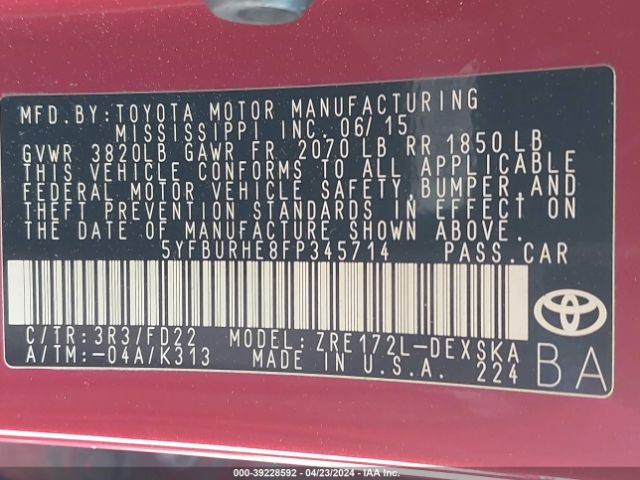 MFD. BY: TOYOTA MOTOR MANUFACTURING
MISSISSIPPI INC. 06/15
GVWR 3820LB GAWR FR 2070 LB RR 1850 LB
THIS VEHICLE CONFORMS TO ALL APPLICABLE
FEDERAL MOTOR VEHICLE SAFETY, BUMPER, AND
THEFT PREVENTION STANDARDS IN EFFECT ON
THE DATE OF MANUFACTURE SHOWN ABOVE.
5YFBURHE8FP345714 PASS. CAR
C/TR: 3R3/FD22 MODEL: ZRE172L-DEXSKA
A/TM: -04A/K313 MADE IN U.S.A. 224
BA
000-39228592 - 04/23/2024 - IAA Inc.